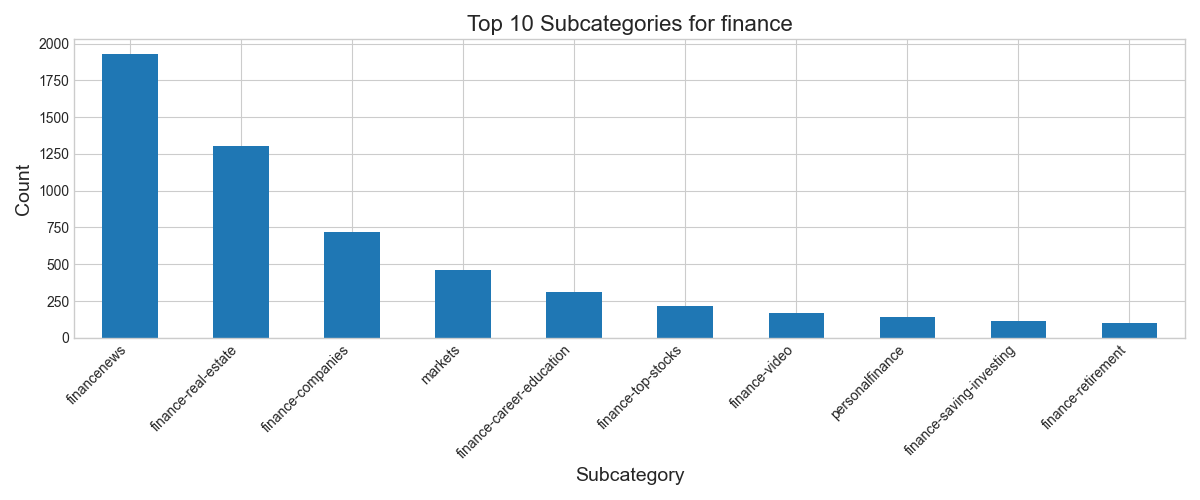 Top 10 Subcategories for finance
Count
2000
1750
1500
1250
1000
750
500
250
0
financenews
finance-real-estate
finance-companies
markets
finance-career-education
finance-top-stocks
finance-video
personalfinance
finance-saving-investing
finance-retirement
Subcategory